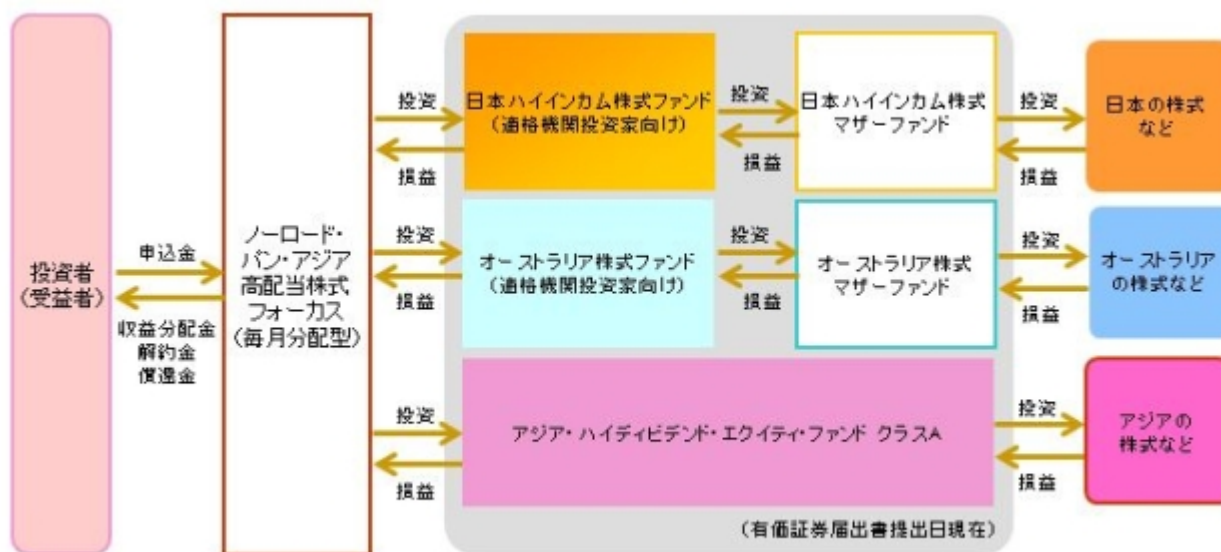 投資者
(受益者)
申込金
収益分配金
解約金
償還金
ノーロード・
パン・アジア
高配当株式
フォーカス
(毎月分配型)
投資
損益
日本ハイインカム株式ファンド
(適格機関投資家向け)
投資
損益
日本ハイインカム株式
マザーファンド
投資
損益
日本の株式
など
投資
損益
オーストラリア株式ファンド
(適格機関投資家向け)
投資
損益
オーストラリア株式
マザーファンド
投資
損益
オーストラリア
の株式など
投資
損益
アジア・ハイディビデンド・エクイティ・ファンド クラスA
投資
損益
アジアの
株式など
(有価証券届出書提出日現在)